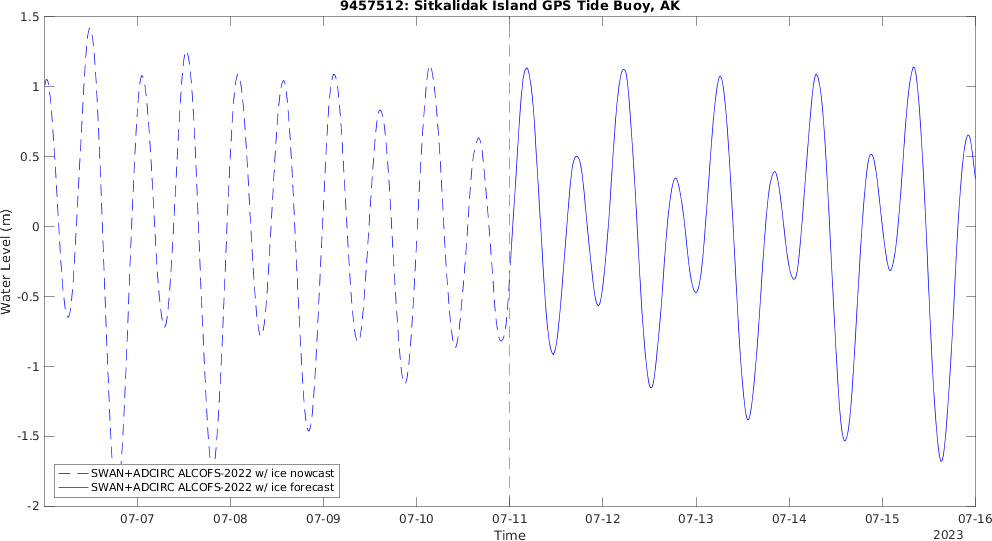 9457512: Sitkalidak Island GPS Tide Buoy, AK
1.5
1
0.5
0
-0.5
-1
-1.5
-2
Water Level (m)
SWAN+ADCIRC ALCOFS-2022 w/ ice nowcast
SWAN+ADCIRC ALCOFS-2022 w/ ice forecast
07-07 07-08 07-09 07-10 07-11 07-12 07-13 07-14 07-15 07-16
Time
2023